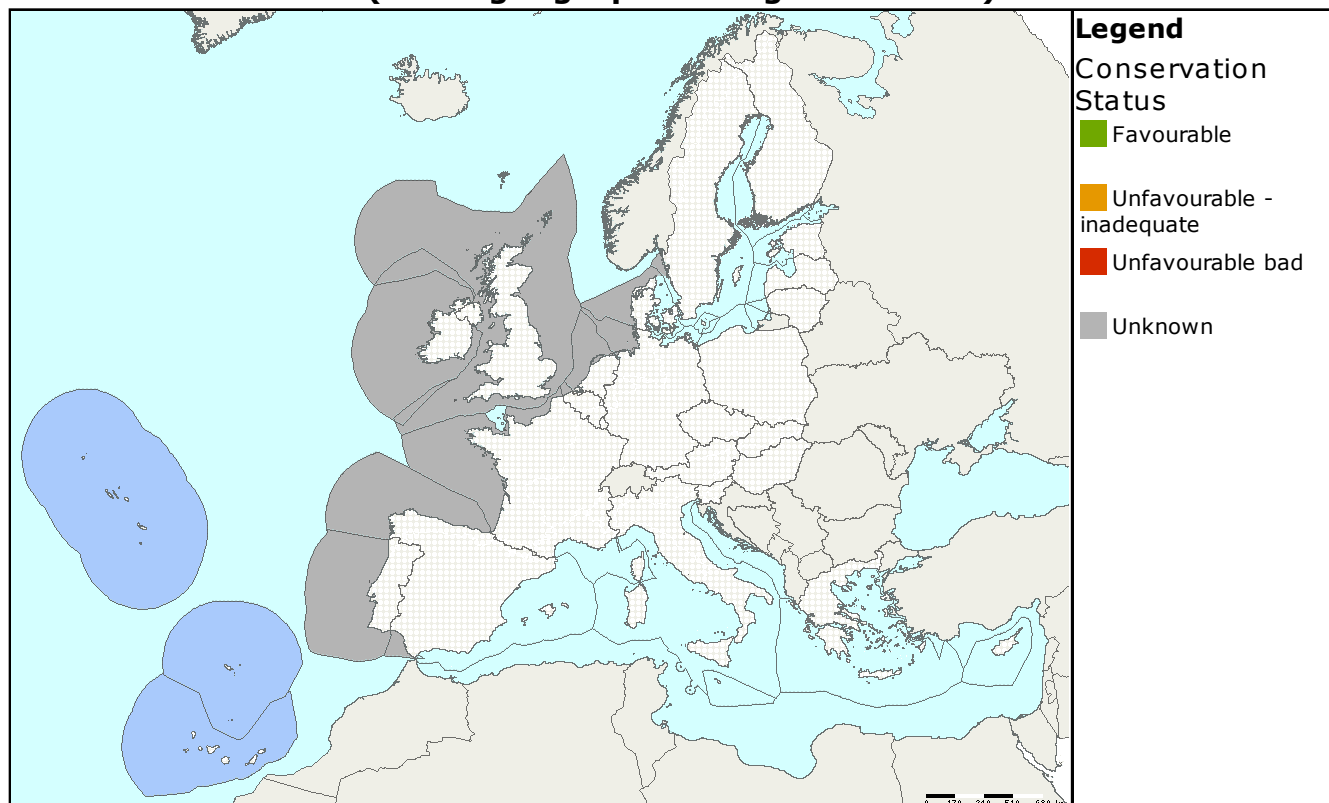 Legend
Conservation
Status
Favourable
Unfavourable -
inadequate
Unfavourable bad
Unknown